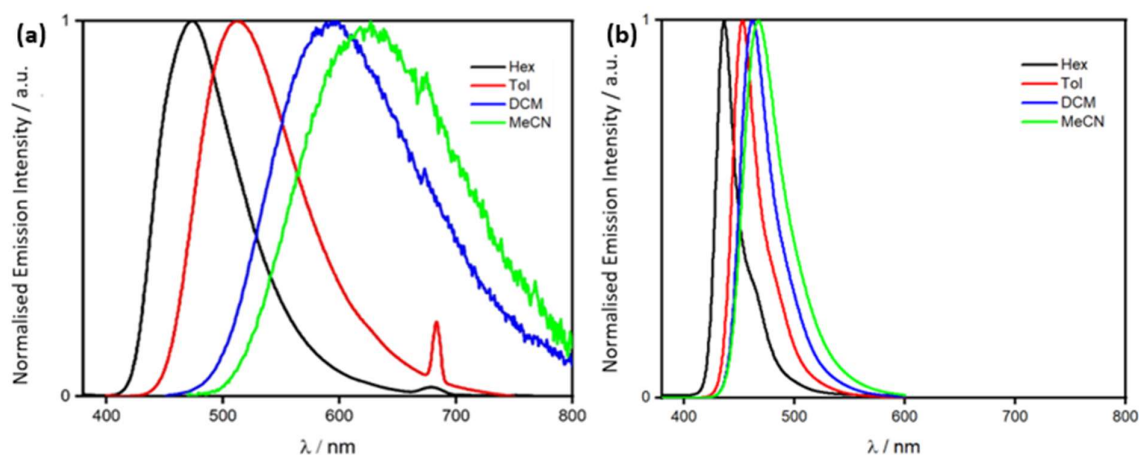 (a)
Normalised Emission Intensity / a.u.
1
0
Hex
Tol
DCM
MeCN
400 500 600 700 800
λ / nm
(b)
Normalised Emission Intensity / a.u.
1
0
Hex
Tol
DCM
MeCN
400 500 600 700 800
λ / nm